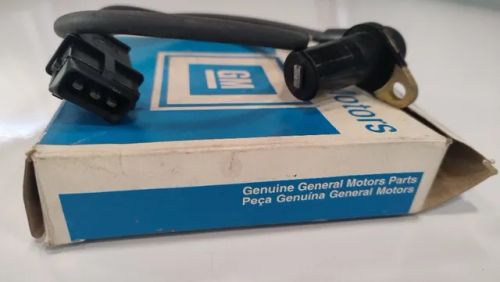 GM
Motors
Genuine General Motors Parts
Peça Genuína General Motors